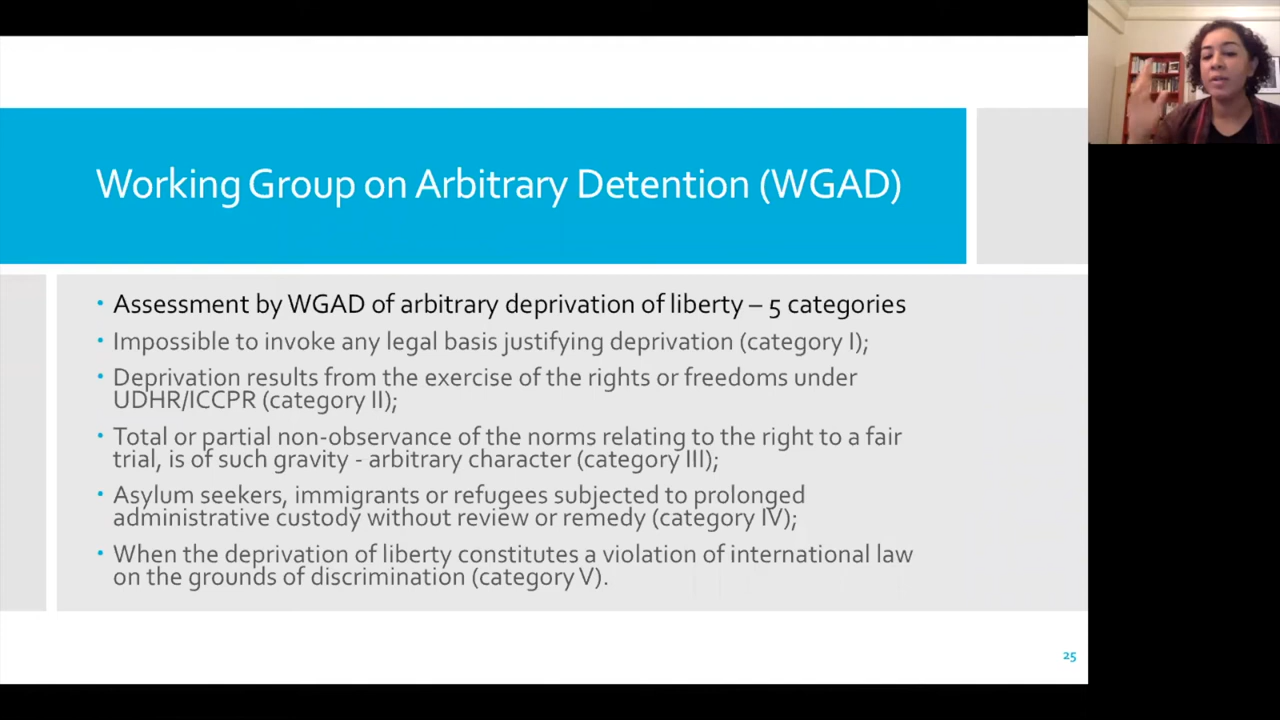 Working Group on Arbitrary Detention (WGAD)
• Assessment by WGAD of arbitrary deprivation of liberty – 5 categories
• Impossible to invoke any legal basis justifying deprivation (category I);
• Deprivation results from the exercise of the rights or freedoms under
UDHR/ICCPR (category II);
• Total or partial non-observance of the norms relating to the right to a fair
trial, is of such gravity - arbitrary character (category III);
• Asylum seekers, immigrants or refugees subjected to prolonged
administrative custody without review or remedy (category IV);
• When the deprivation of liberty constitutes a violation of international law
on the grounds of discrimination (category V).
25